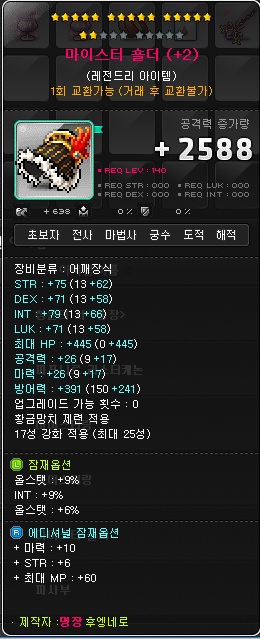 마이스터 숄더 (+2)
(레전드리 아이템)
1회 교환가능 (거래 후 교환불가)
공격력 증가량
+ 2588
REQ LEV : 140
REQ STR : 000 REQ LUK : 000
REQ DEX : 000 REQ INT : 000
+ 638 0 % 0 %
초보자 전사 마법사 궁수 도적 해적
장비분류 : 어깨장식
STR : +75 (13 +62)
DEX : +71 (13 +58)
INT : +79 (13 +66)
LUK : +71 (13 +58)
최대 HP : +445 (0 +445)
공격력 : +26 (9 +17)
마력 : +26 (9 +17)
방어력 : +391 (150 +241)
업그레이드 가능 횟수 : 0
황금망치 제련 적용
17성 강화 적용 (최대 25성)
L 잠재옵션
올스탯 : +9%
INT : +9%
올스탯 : +6%
R 에디셔널 잠재옵션
+ 마력 : +10
+ STR : +6
+ 최대 MP : +60
· 제작자 : 명장 후엥네로